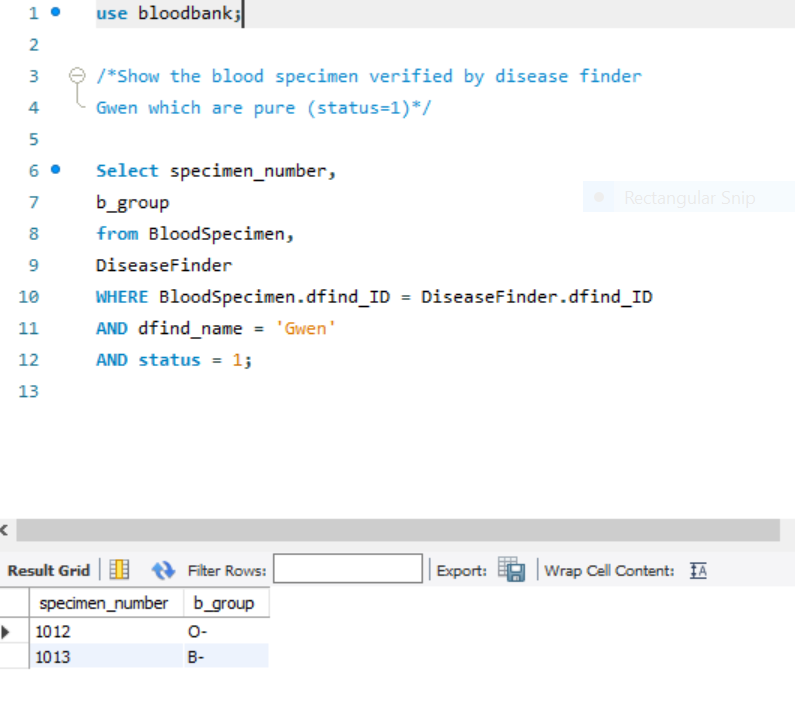 1 use bloodbank;
2
3 /*Show the blood specimen verified by disease finder
4 Gwen which are pure (status=1)*/
5
6 Select specimen_number,
7 b_group
Rectangular Snip
8 from BloodSpecimen,
9 DiseaseFinder
10 WHERE BloodSpecimen.dfind_ID = DiseaseFinder.dfind_ID
11 AND dfind_name = 'Gwen'
12 AND status = 1;
13
Result Grid Filter Rows: Export: Wrap Cell Content: IA
specimen_number b_group
1012 O-
1013 B-